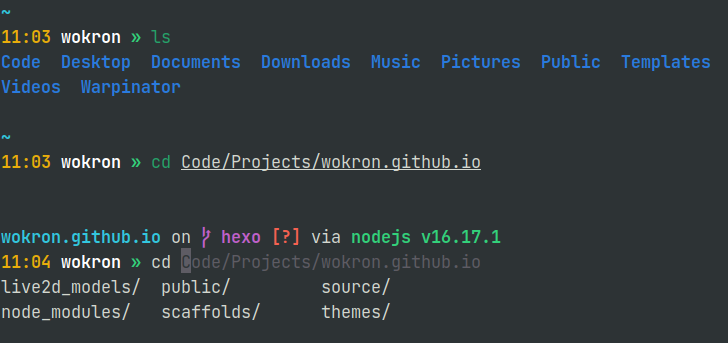 ~
11:03 wokron » ls
Code  Desktop  Documents  Downloads  Music  Pictures  Public  Templates
Videos  Warpinator
~
11:03 wokron » cd Code/Projects/wokron.github.io
wokron.github.io on  hexo [?] via nodejs v16.17.1
11:04 wokron » cd Code/Projects/wokron.github.io
live2d_models/  public/         source/
node_modules/   scaffolds/      themes/